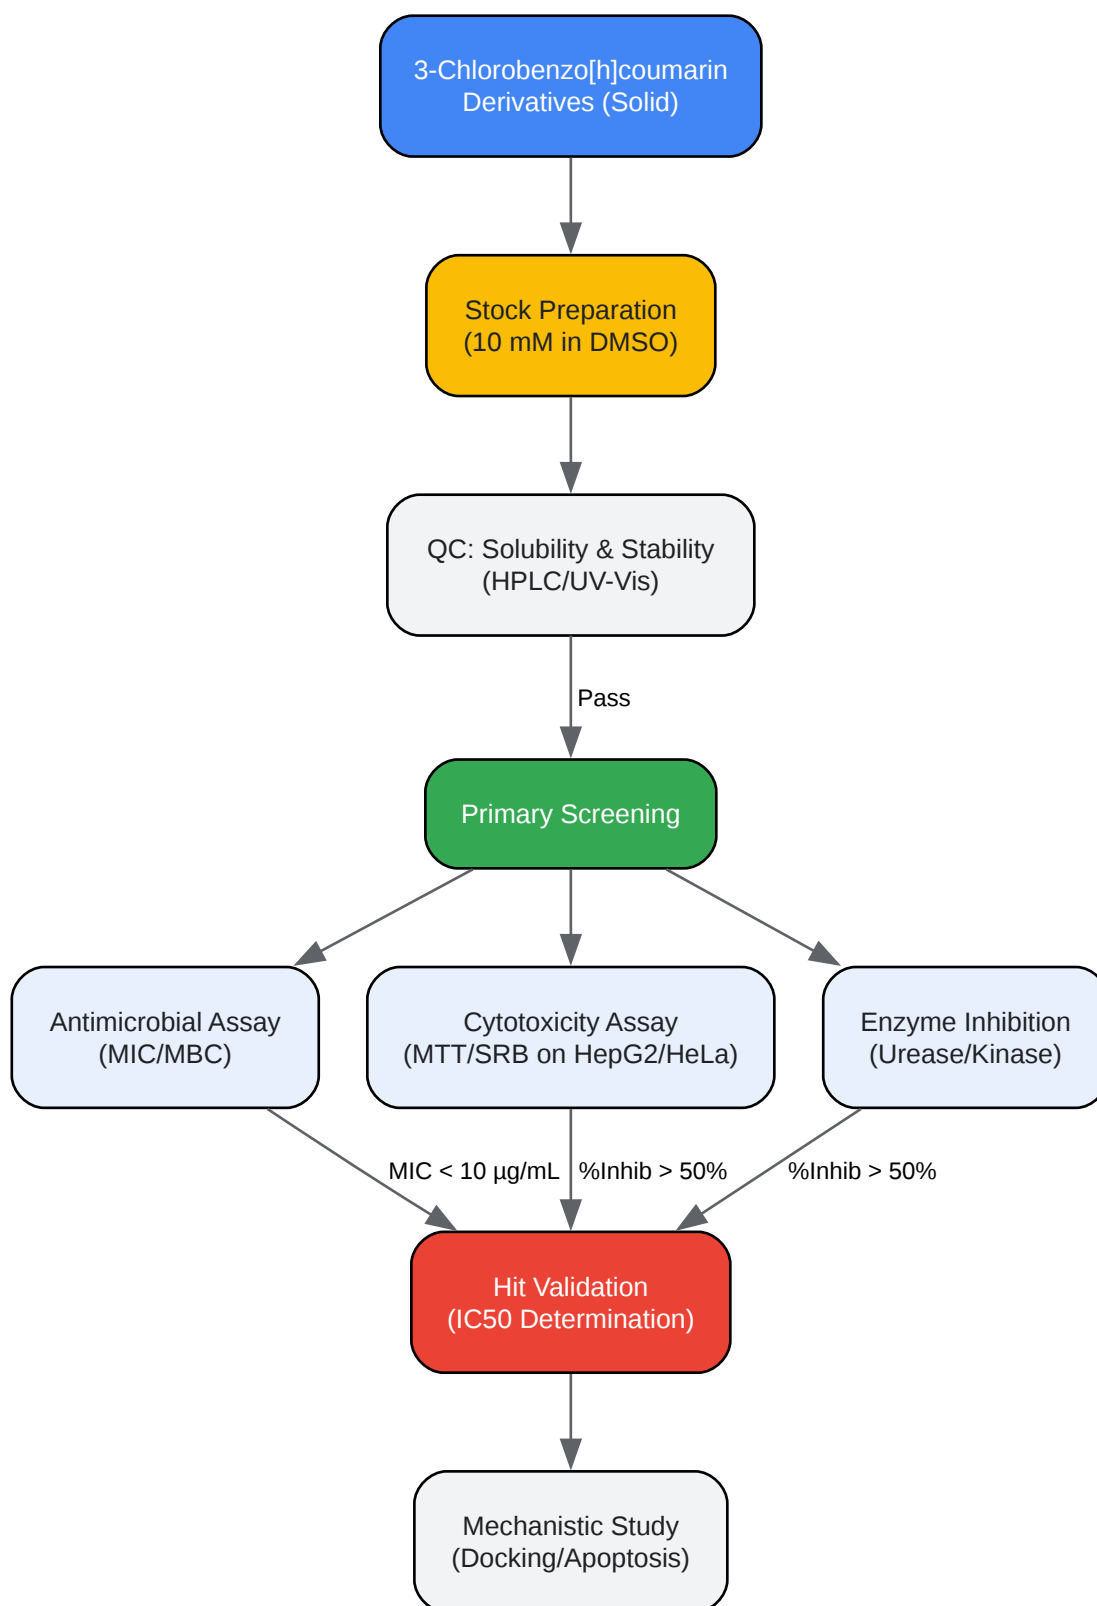 3-Chlorobenzo[h]coumarin
Derivatives (Solid)
Stock Preparation
(10 mM in DMSO)
QC: Solubility & Stability
(HPLC/UV-Vis)
Pass
Primary Screening
Antimicrobial Assay
(MIC/MBC)
Cytotoxicity Assay
(MTT/SRB on HepG2/HeLa)
Enzyme Inhibition
(Urease/Kinase)
MIC < 10 µg/mL
%Inhib > 50%
%Inhib > 50%
Hit Validation
(IC50 Determination)
Mechanistic Study
(Docking/Apoptosis)